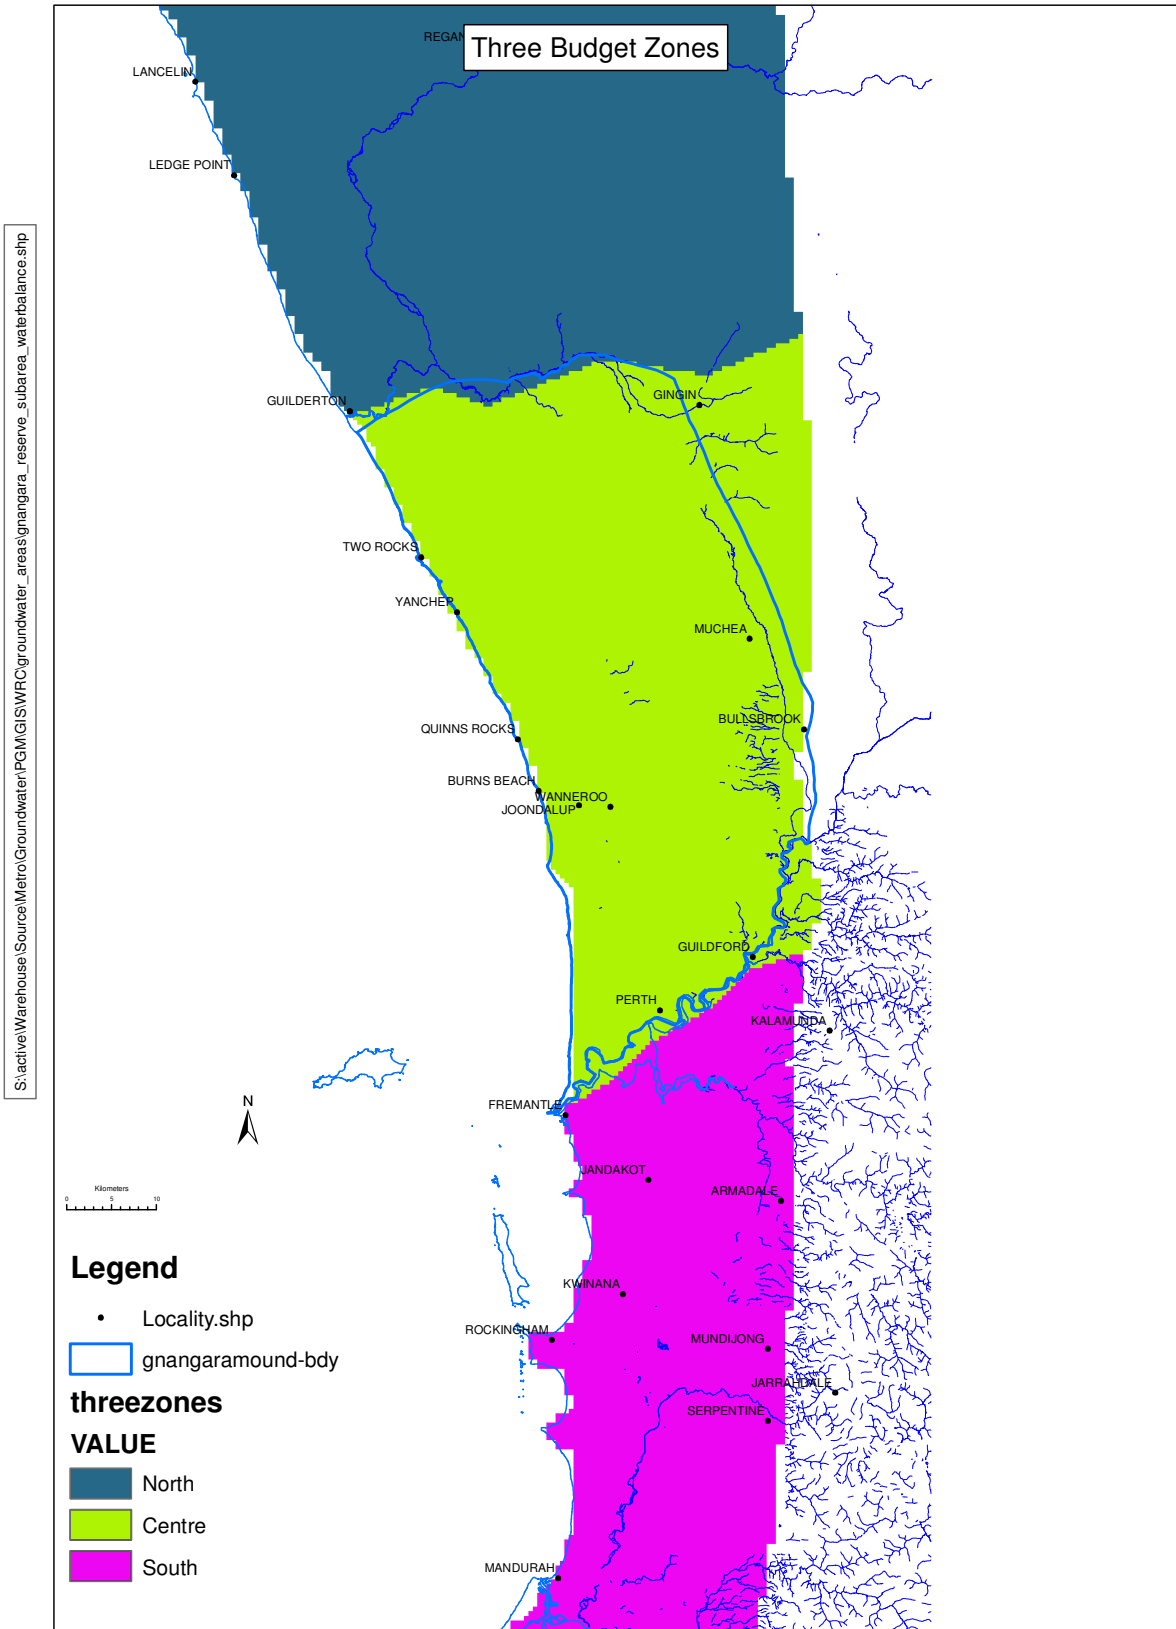 Three Budget Zones
LANCELIN
LEDGE POINT
GUILDERTON
GINGIN
TWO ROCKS
YANCHEP
MUCHEA
BULLSBROOK
QUINNS ROCKS
BURNS BEACH
WANNEROO
JOONDALUP
GUILDFORD
PERTH
KALAMUNDA
FREMANTLE
JANDAKOT
ARMADALE
KWINANA
ROCKINGHAM
MUNDIJONG
JARRAHDALE
SERPENTINE
MANDURAH
S:\activeWarehouse\Source\Metro\Groundwater\PGM\GIS\WRC\groundwater_areas\gnangara_reserve_subarea_waterbalance.shp
N
Kilometers
0 5 10
Legend
Locality.shp
gnangaramound-bdy
threezones
VALUE
North
Centre
South